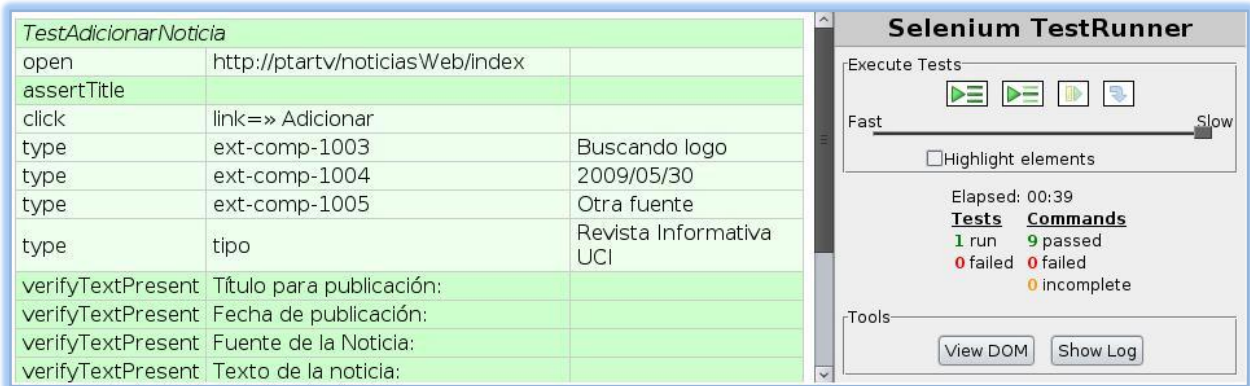 TestAdicionarNoticia
open http://ptartv/noticiasWeb/index
assertTitle
click link=» Adicionar
type ext-comp-1003 Buscando logo
type ext-comp-1004 2009/05/30
type ext-comp-1005 Otra fuente
type tipo Revista Informativa UCI
verifyTextPresent Título para publicación:
verifyTextPresent Fecha de publicación:
verifyTextPresent Fuente de la Noticia:
verifyTextPresent Texto de la noticia:
Selenium TestRunner
Execute Tests
Fast Slow
Highlight elements
Elapsed: 00:39
Tests Commands
1 run 9 passed
0 failed 0 failed
0 incomplete
Tools
View DOM Show Log